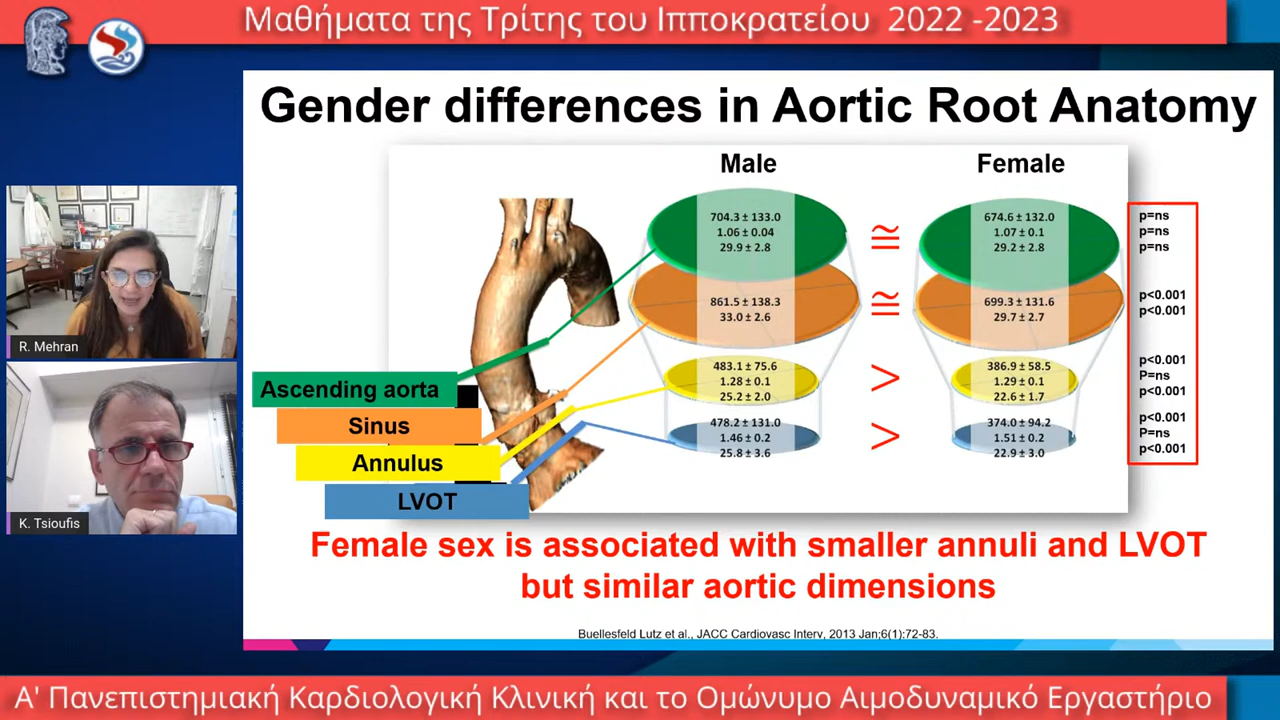 Μαθήματα της Τρίτης του Ιπποκρατείου 2022 -2023
Gender differences in Aortic Root Anatomy
Male
Female
704.3 ± 133.0
1.06 ± 0.04
29.9 ± 2.8
≅
674.6 ± 132.0
1.07 ± 0.1
29.2 ± 2.8
p=ns
p=ns
p=ns
861.5 ± 138.3
33.0 ± 2.6
≅
699.3 ± 131.6
29.7 ± 2.7
p<0.001
p<0.001
483.1 ± 75.6
1.28 ± 0.1
25.2 ± 2.0
>
386.9 ± 58.5
1.29 ± 0.1
22.6 ± 1.7
p<0.001
P=ns
p<0.001
478.2 ± 131.0
1.46 ± 0.2
25.8 ± 3.6
>
374.0 ± 94.2
1.51 ± 0.2
22.9 ± 3.0
p<0.001
P=ns
p<0.001
Ascending aorta
Sinus
Annulus
LVOT
R. Mehran
K. Tsioufis
Female sex is associated with smaller annuli and LVOT
but similar aortic dimensions
Buellesfeld Lutz et al., JACC Cardiovasc Interv, 2013 Jan;6(1):72-83.
Α' Πανεπιστημιακή Καρδιολογική Κλινική και το Ομώνυμο Αιμοδυναμικό Εργαστήριο